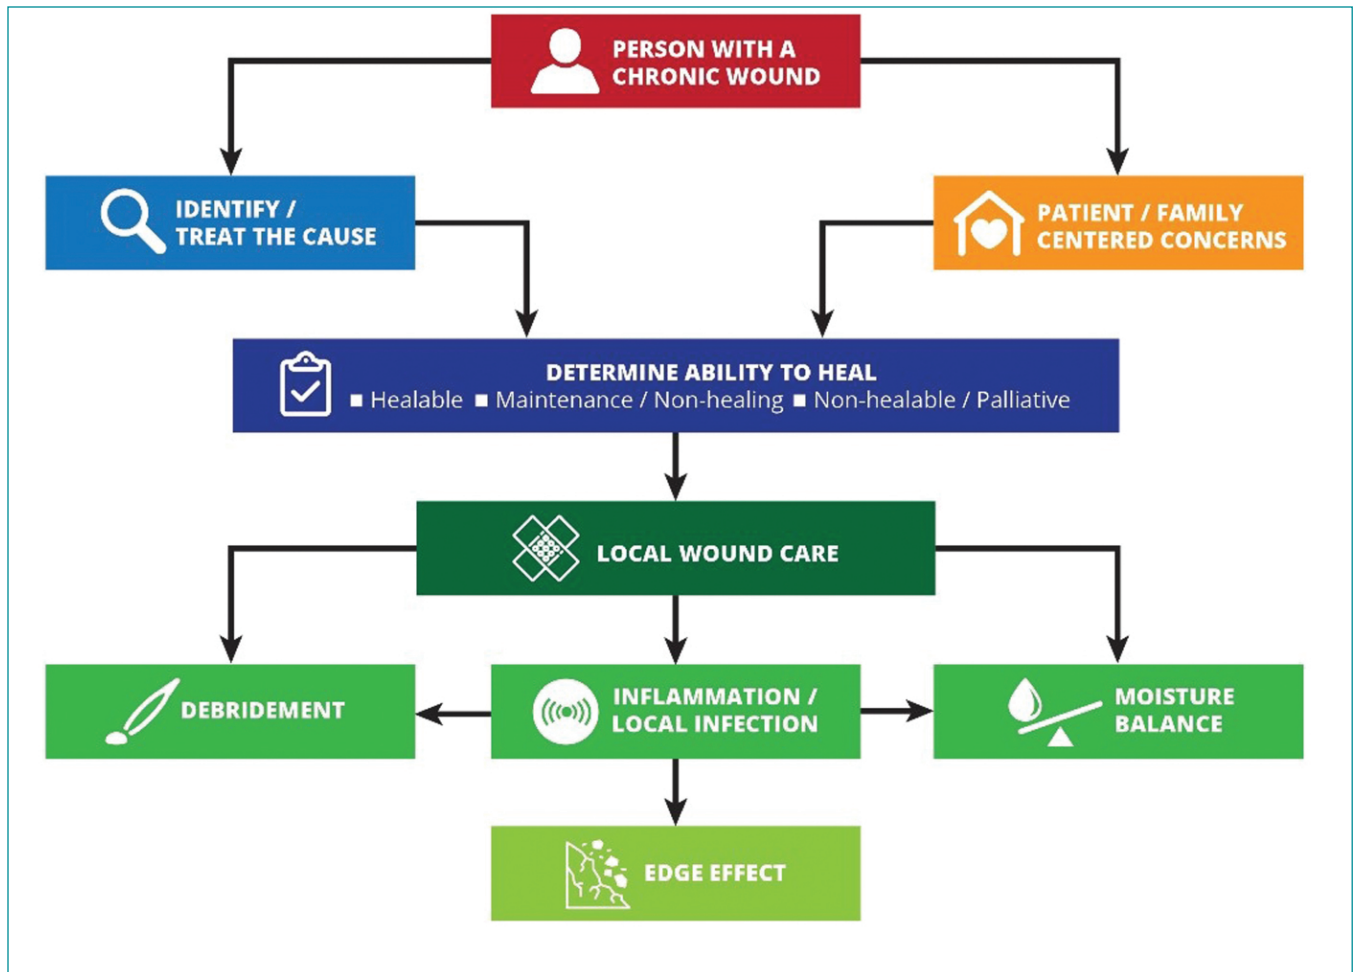 PERSON WITH A
CHRONIC WOUND
IDENTIFY /
TREAT THE CAUSE
PATIENT / FAMILY
CENTERED CONCERNS
DETERMINE ABILITY TO HEAL
■ Healable ■ Maintenance / Non-healing ■ Non-healable / Palliative
LOCAL WOUND CARE
DEBRIDEMENT
INFLAMMATION /
LOCAL INFECTION
MOISTURE
BALANCE
EDGE EFFECT